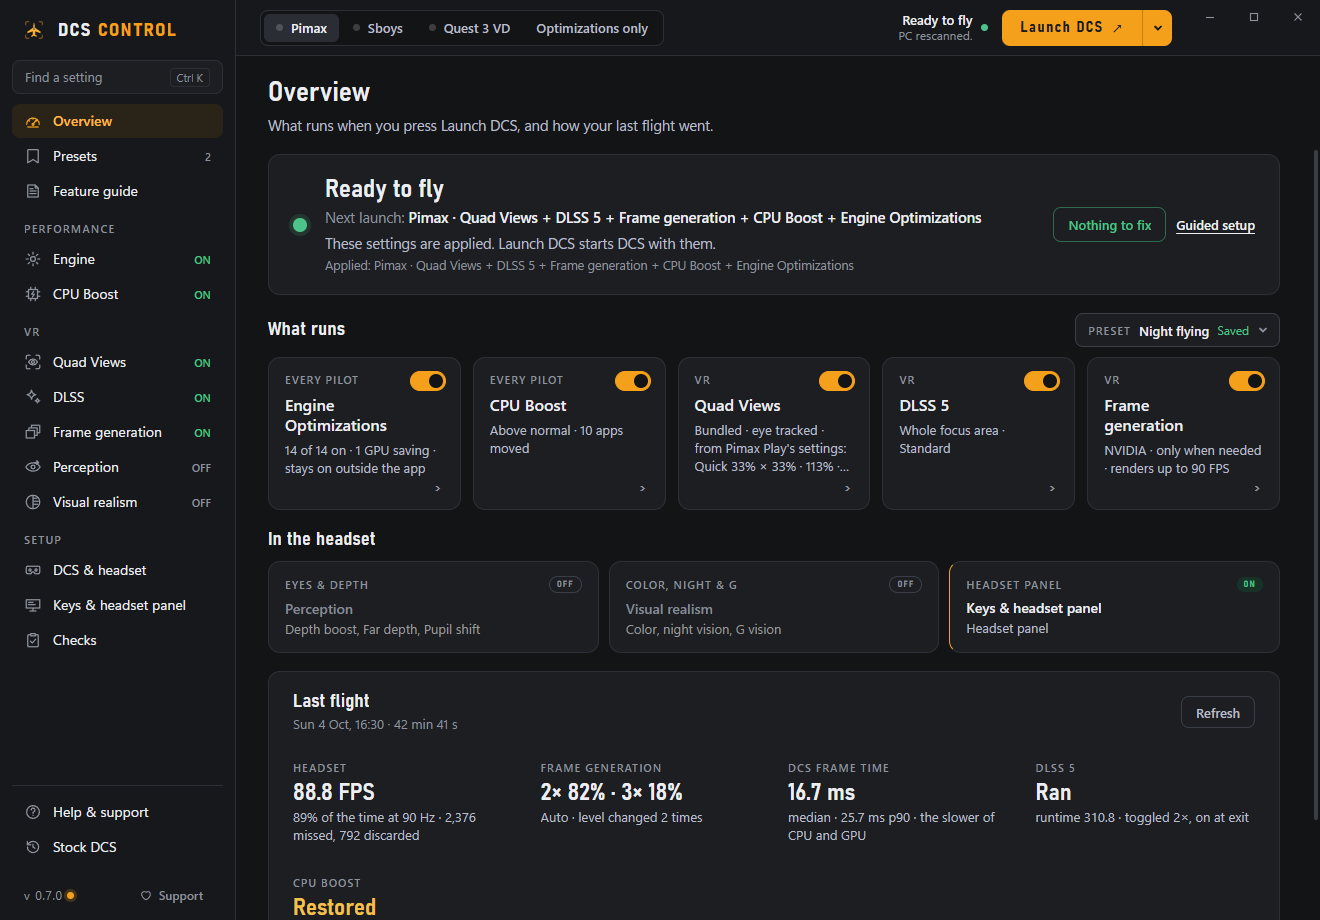 DCS CONTROL
Find a setting Ctrl K
Overview
Presets 2
Feature guide
PERFORMANCE
Engine ON
CPU Boost ON
VR
Quad Views ON
DLSS ON
Frame generation ON
Perception OFF
Visual realism OFF
SETUP
DCS & headset
Keys & headset panel
Checks
Help & support
Stock DCS
v 0.7.0
Support
Pimax
Sboys
Quest 3 VD
Optimizations only
Ready to fly
PC rescanned.
Launch DCS ↗
Overview
What runs when you press Launch DCS, and how your last flight went.
Ready to fly
Next launch: Pimax · Quad Views + DLSS 5 + Frame generation + CPU Boost + Engine Optimizations
These settings are applied. Launch DCS starts DCS with them.
Applied: Pimax · Quad Views + DLSS 5 + Frame generation + CPU Boost + Engine Optimizations
Nothing to fix
Guided setup
What runs
PRESET Night flying Saved
EVERY PILOT
Engine
Optimizations
14 of 14 on · 1 GPU saving ·
stays on outside the app
EVERY PILOT
CPU Boost
Above normal · 10 apps
moved
VR
Quad Views
Bundled · eye tracked ·
from Pimax Play's settings:
Quick 33% × 33% · 113% ·...
VR
DLSS 5
Whole focus area ·
Standard
VR
Frame
generation
NVIDIA · only when needed
· renders up to 90 FPS
In the headset
EYES & DEPTH OFF
Perception
Depth boost, Far depth, Pupil shift
COLOR, NIGHT & G OFF
Visual realism
Color, night vision, G vision
HEADSET PANEL ON
Keys & headset panel
Headset panel
Last flight
Sun 4 Oct, 16:30 · 42 min 41 s
Refresh
HEADSET
88.8 FPS
89% of the time at 90 Hz · 2,376
missed, 792 discarded
FRAME GENERATION
2× 82% · 3× 18%
Auto · level changed 2 times
DCS FRAME TIME
16.7 ms
median · 25.7 ms p90 · the slower of
CPU and GPU
DLSS 5
Ran
runtime 310.8 · toggled 2×, on at exit
CPU BOOST
Restored